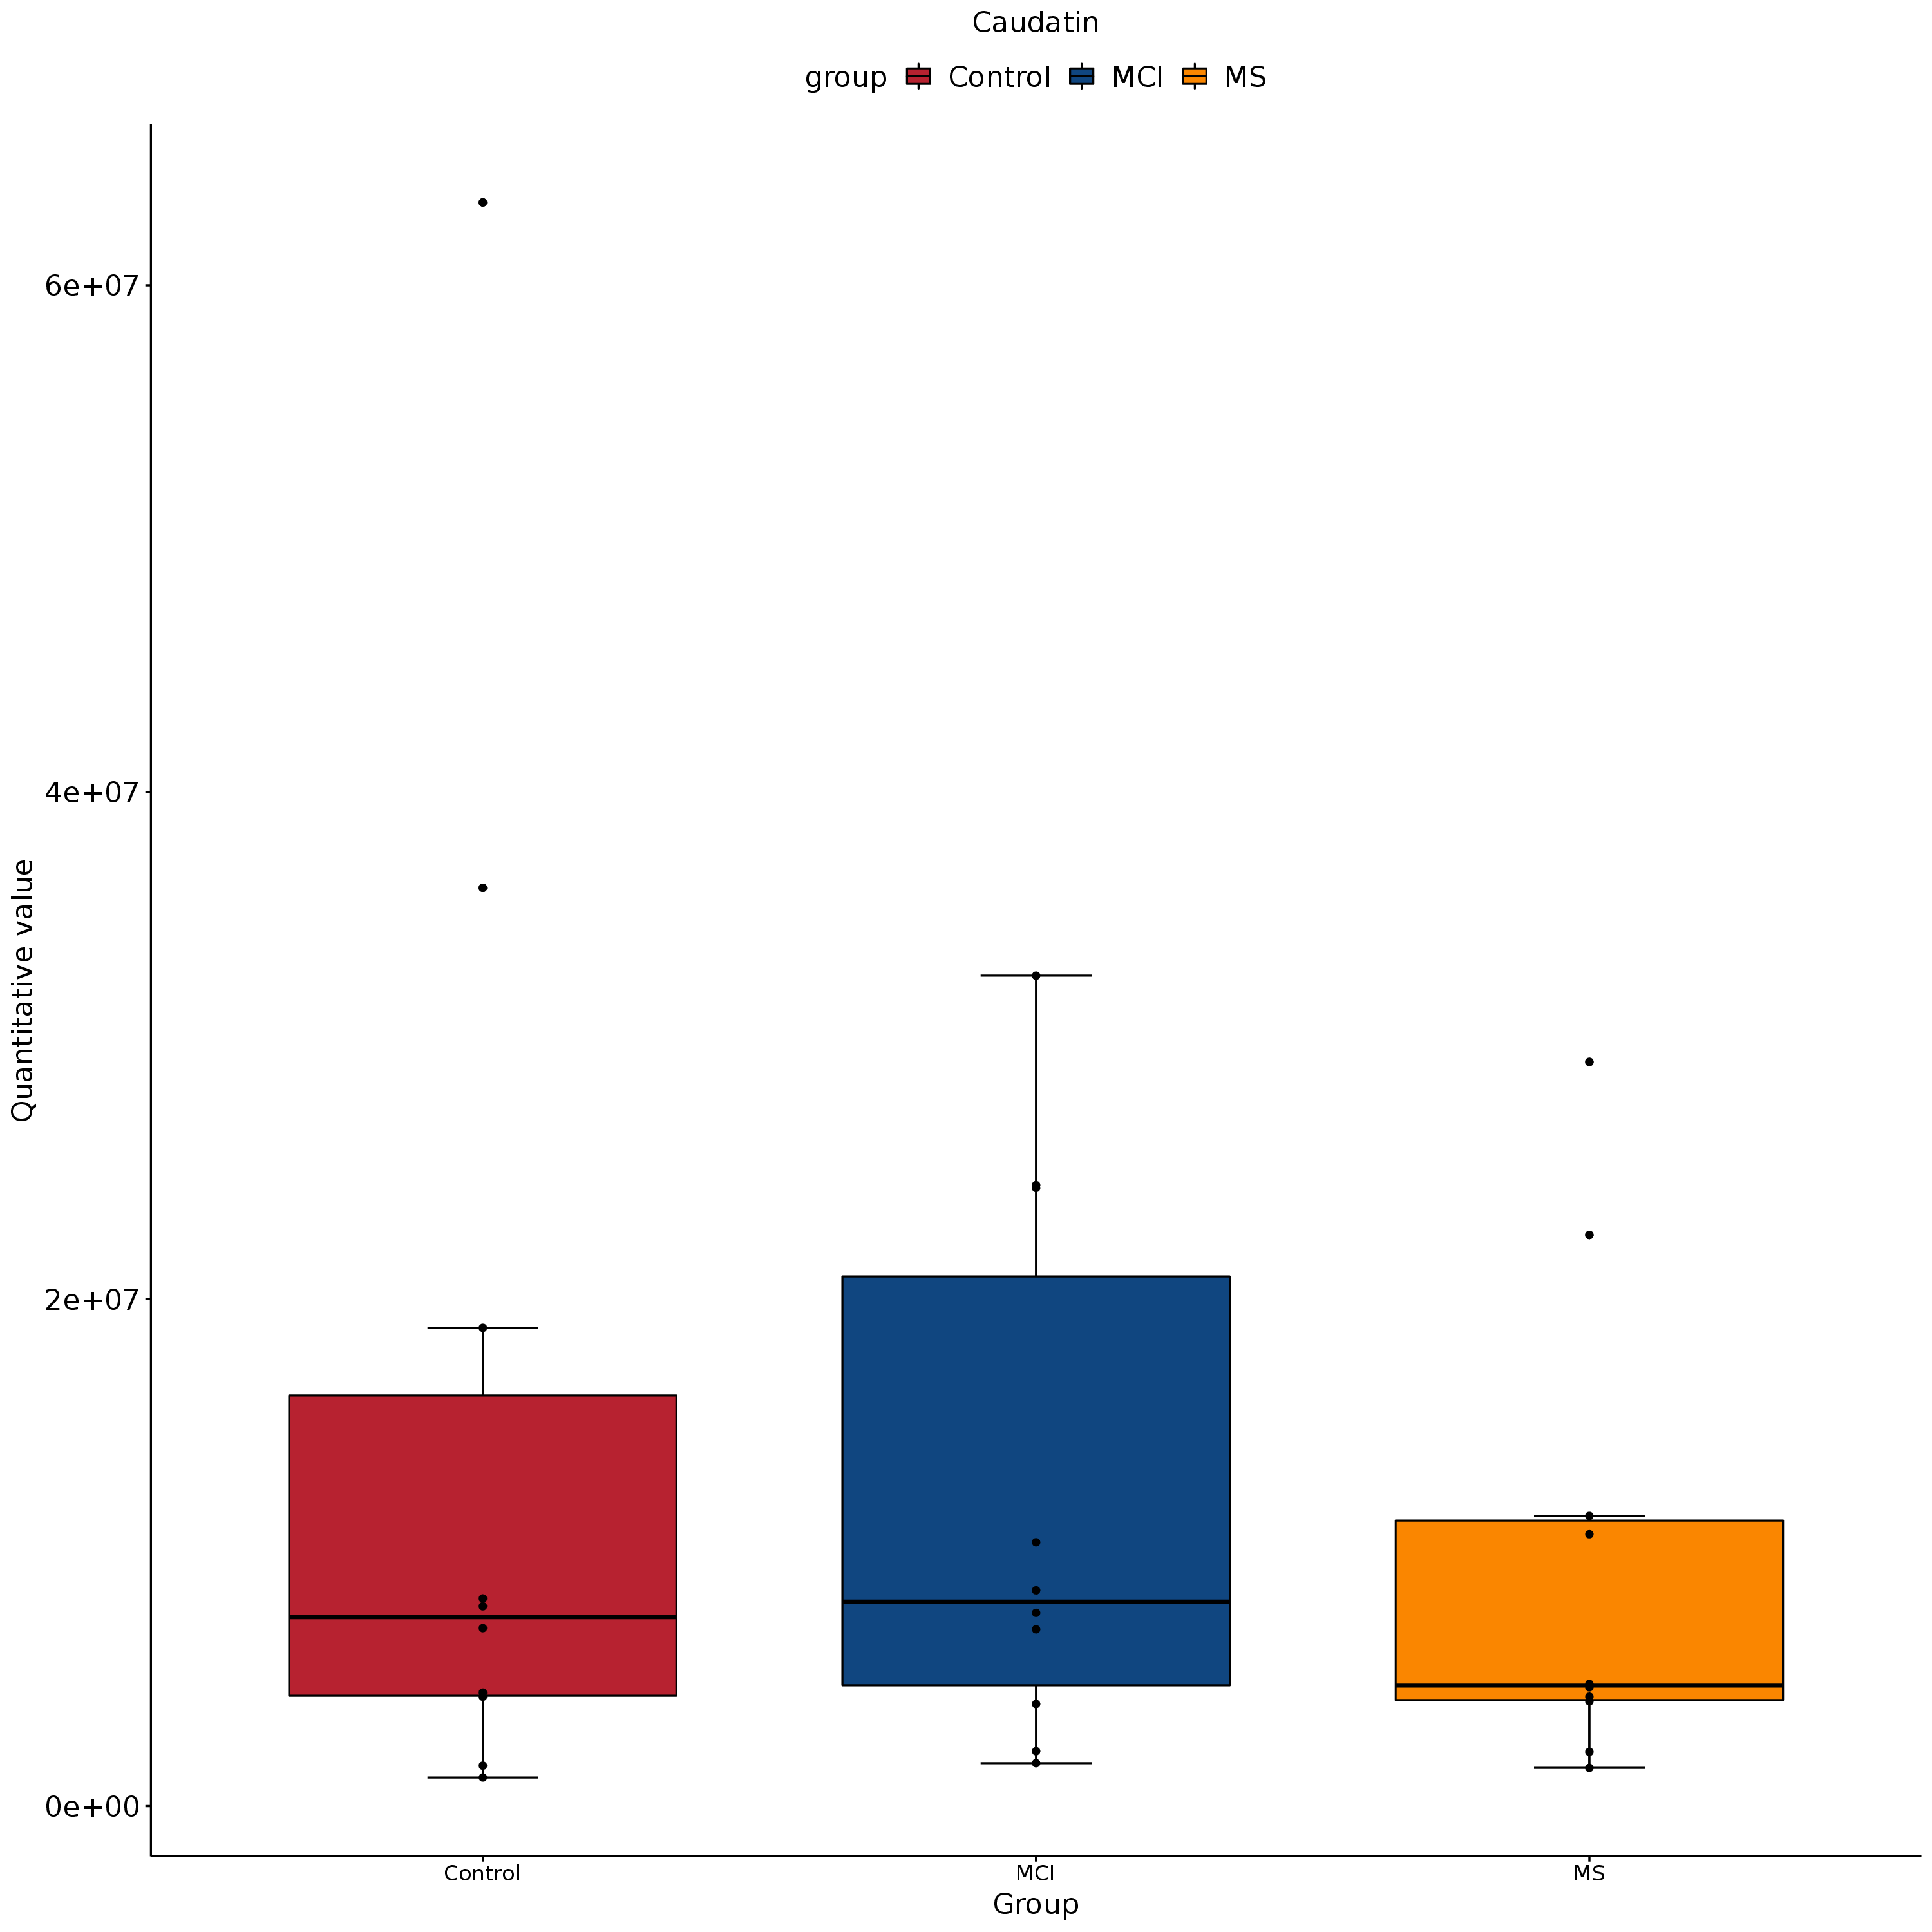 Caudatin
group Control MCI MS
6e+07
4e+07
2e+07
0e+00
Quantitative value
Control MCI MS
Group